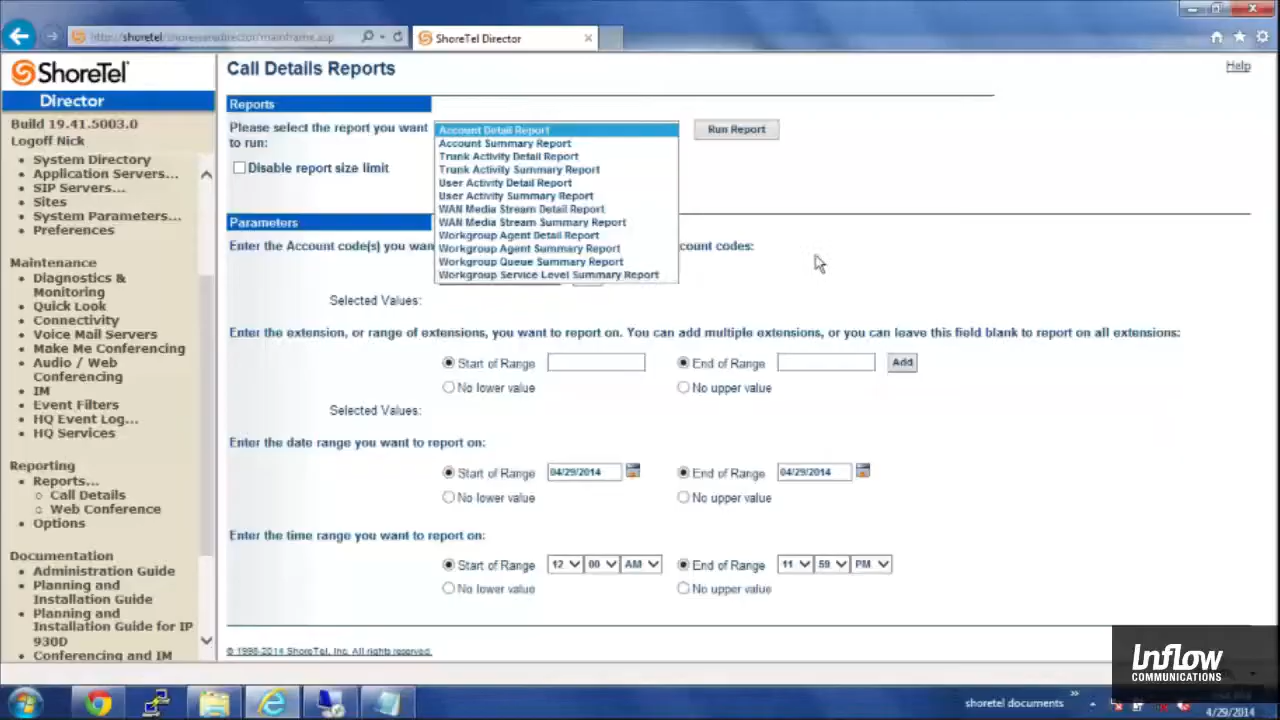 http://shoretel/shorewaredirector/mainframe.asp
ShoreTel Director
ShoreTel
Director
Build 19.41.5003.0
Logoff Nick
System Directory
Application Servers...
SIP Servers...
Sites
System Parameters...
Preferences
Maintenance
Diagnostics &
Monitoring
Quick Look
Connectivity
Voice Mail Servers
Make Me Conferencing
Audio / Web
Conferencing
IM
Event Filters
HQ Event Log...
HQ Services
Reporting
Reports...
Call Details
Web Conference
Options
Documentation
Administration Guide
Planning and
Installation Guide
Planning and
Installation Guide for IP
930D
Conferencing and IM
Call Details Reports
Help
Reports
Please select the report you want
to run:
Account Detail Report
Account Summary Report
Trunk Activity Detail Report
Trunk Activity Summary Report
User Activity Detail Report
User Activity Summary Report
WAN Media Stream Detail Report
WAN Media Stream Summary Report
Workgroup Agent Detail Report
Workgroup Agent Summary Report
Workgroup Queue Summary Report
Workgroup Service Level Summary Report
Run Report
Disable report size limit
Parameters
Enter the Account code(s) you wan count codes:
Selected Values:
Enter the extension, or range of extensions, you want to report on. You can add multiple extensions, or you can leave this field blank to report on all extensions:
Start of Range End of Range Add
No lower value No upper value
Selected Values:
Enter the date range you want to report on:
Start of Range 04/29/2014 End of Range 04/29/2014
No lower value No upper value
Enter the time range you want to report on:
Start of Range 12 00 AM End of Range 11 59 PM
No lower value No upper value
© 1998-2014 ShoreTel, Inc. All rights reserved.
Inflow
COMMUNICATIONS
shoretel documents
4/29/2014